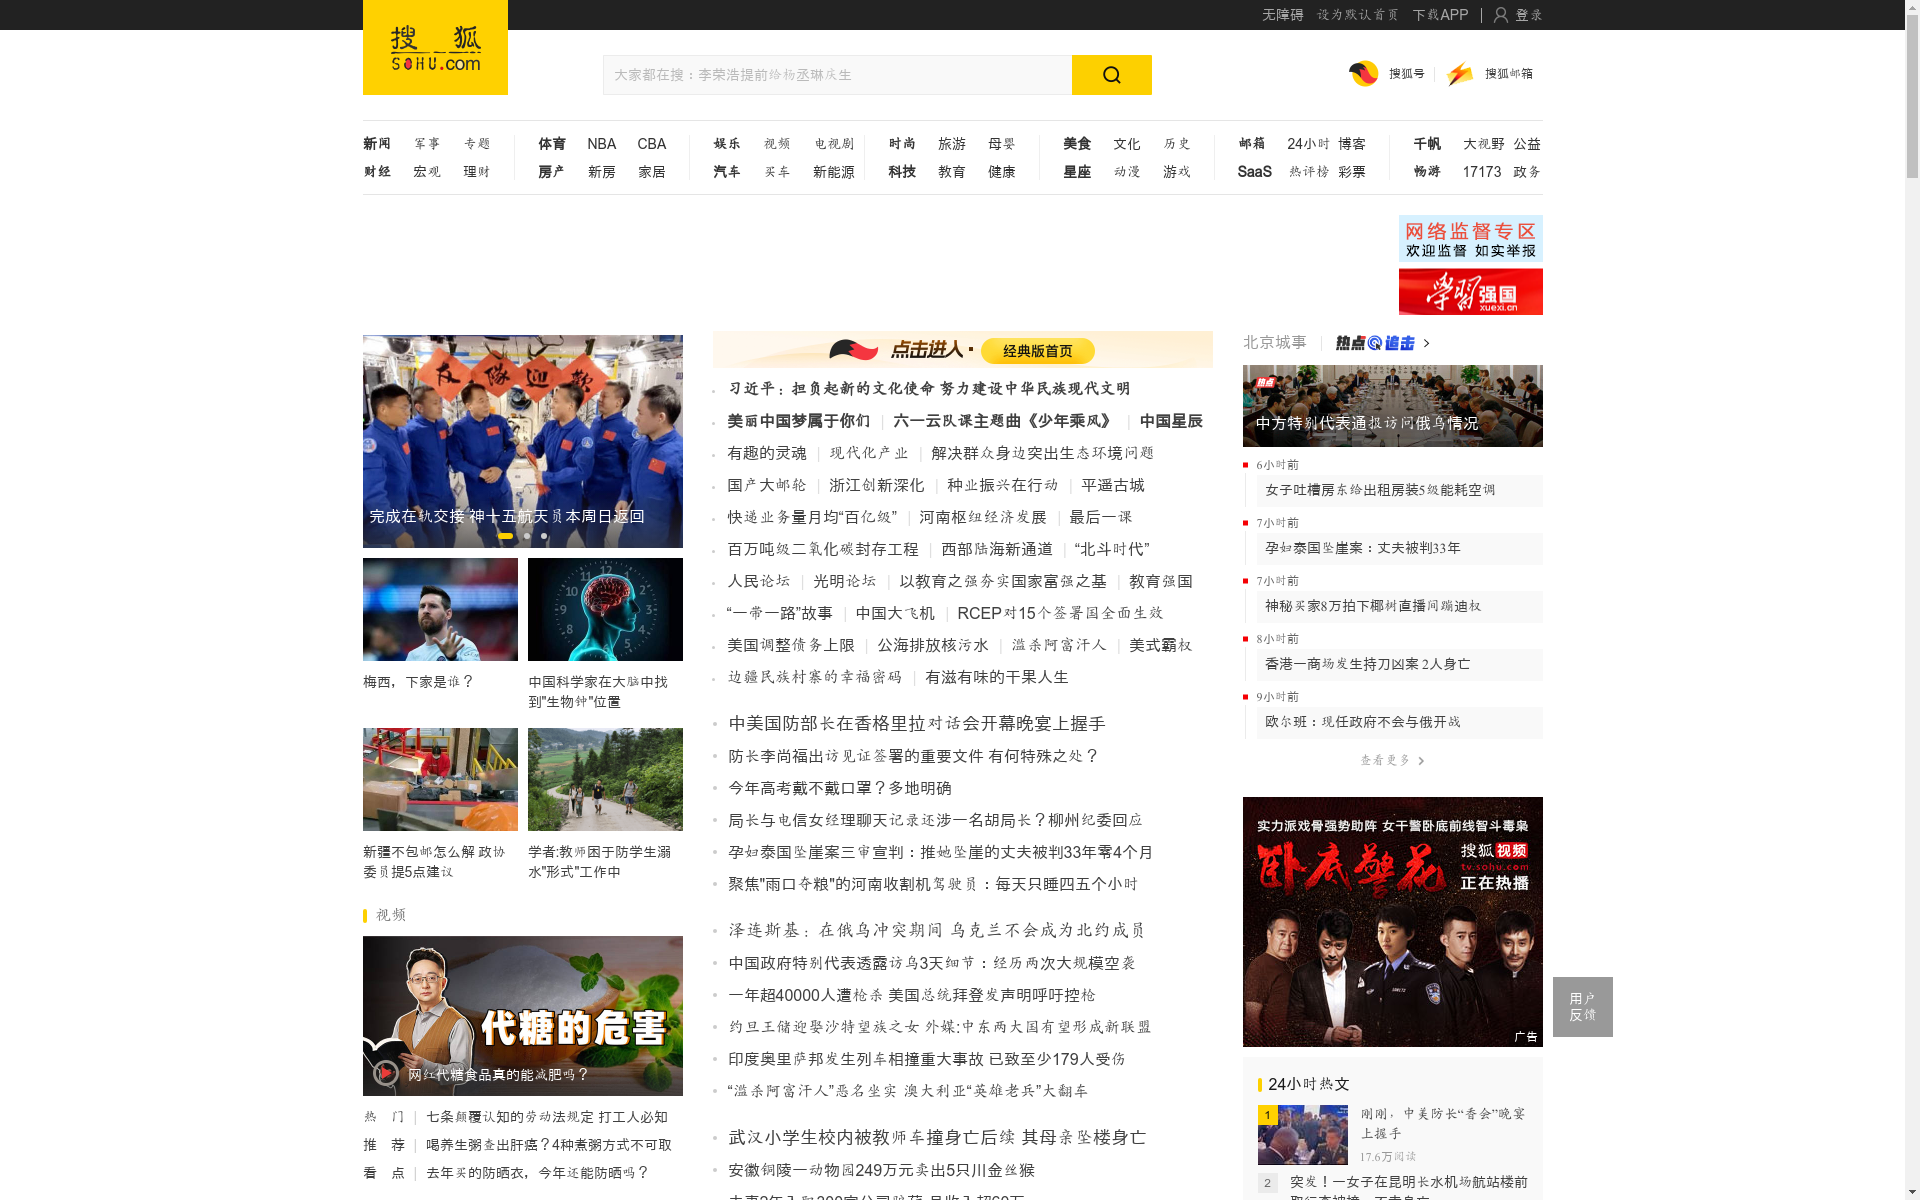 无障碍 设为默认首页 下载APP 登录
搜狐
SOHU.com
大家都在搜：李荣浩提前给杨丞琳庆生
搜狐号 搜狐邮箱
新闻 军事 专题 体育 NBA CBA 娱乐 视频 电视剧 时尚 旅游 母婴 美食 文化 历史 邮箱 24小时 博客 千帆 大视野 公益
财经 宏观 理财 房产 新房 家居 汽车 买车 新能源 科技 教育 健康 星座 动漫 游戏 SaaS 热评榜 彩票 畅游 17173 政务
网络监督专区
欢迎监督 如实举报
学习强国
xuexi.cn
友谊迎歡
完成在轨交接 神十五航天员本周日返回
梅西，下家是谁？
中国科学家在大脑中找
到"生物钟"位置
新疆不包邮怎么解 政协
委员提5点建议
学者:教师困于防学生溺
水"形式"工作中
视频
代糖的危害
网红代糖食品真的能减肥吗？
热 门 七条颠覆认知的劳动法规定 打工人必知
推 荐 喝养生粥查出肝癌？4种煮粥方式不可取
看 点 去年买的防晒衣，今年还能防晒吗？
点击进入· 经典版首页
习近平：担负起新的文化使命 努力建设中华民族现代文明
美丽中国梦属于你们 六一云队课主题曲《少年乘风》 中国星辰
有趣的灵魂 现代化产业 解决群众身边突出生态环境问题
国产大邮轮 浙江创新深化 种业振兴在行动 平遥古城
快递业务量月均“百亿级” 河南枢纽经济发展 最后一课
百万吨级二氧化碳封存工程 西部陆海新通道 “北斗时代”
人民论坛 光明论坛 以教育之强夯实国家富强之基 教育强国
“一带一路”故事 中国大飞机 RCEP对15个签署国全面生效
美国调整债务上限 公海排放核污水 滥杀阿富汗人 美式霸权
边疆民族村寨的幸福密码 有滋有味的干果人生
中美国防部长在香格里拉对话会开幕晚宴上握手
防长李尚福出访见证签署的重要文件 有何特殊之处？
今年高考戴不戴口罩？多地明确
局长与电信女经理聊天记录还涉一名胡局长？柳州纪委回应
孕妇泰国坠崖案三审宣判：推她坠崖的丈夫被判33年零4个月
聚焦"雨口夺粮"的河南收割机驾驶员：每天只睡四五个小时
泽连斯基：在俄乌冲突期间 乌克兰不会成为北约成员
中国政府特别代表透露访乌3天细节：经历两次大规模空袭
一年超40000人遭枪杀 美国总统拜登发声明呼吁控枪
约旦王储迎娶沙特望族之女 外媒:中东两大国有望形成新联盟
印度奥里萨邦发生列车相撞重大事故 已致至少179人受伤
“滥杀阿富汗人”恶名坐实 澳大利亚“英雄老兵”大翻车
武汉小学生校内被教师车撞身亡后续 其母亲坠楼身亡
安徽铜陵一动物园249万元卖出5只川金丝猴
北京城事 热点追击
热点
中方特别代表通报访问俄乌情况
6小时前
女子吐槽房东给出租房装5级能耗空调
7小时前
孕妇泰国坠崖案：丈夫被判33年
7小时前
神秘买家8万拍下椰树直播间蹦迪权
8小时前
香港一商场发生持刀凶案 2人身亡
9小时前
欧尔班：现任政府不会与俄开战
查看更多
实力派戏骨强势助阵 女干警卧底前线智斗毒枭
卧底警花
搜狐视频
tv.sohu.com
正在热播
广告
用户
反馈
24小时热文
1
刚刚，中美防长“香会”晚宴
上握手
17.6万阅读
2 突发！一女子在昆明长水机场航站楼前